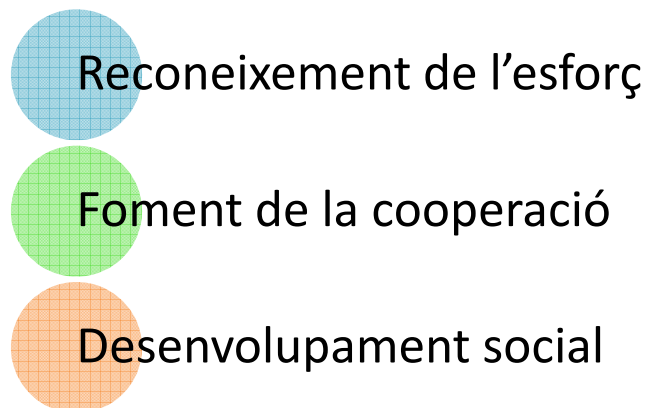 Reconeixement de l’esforç
Foment de la cooperació
Desenvolupament social